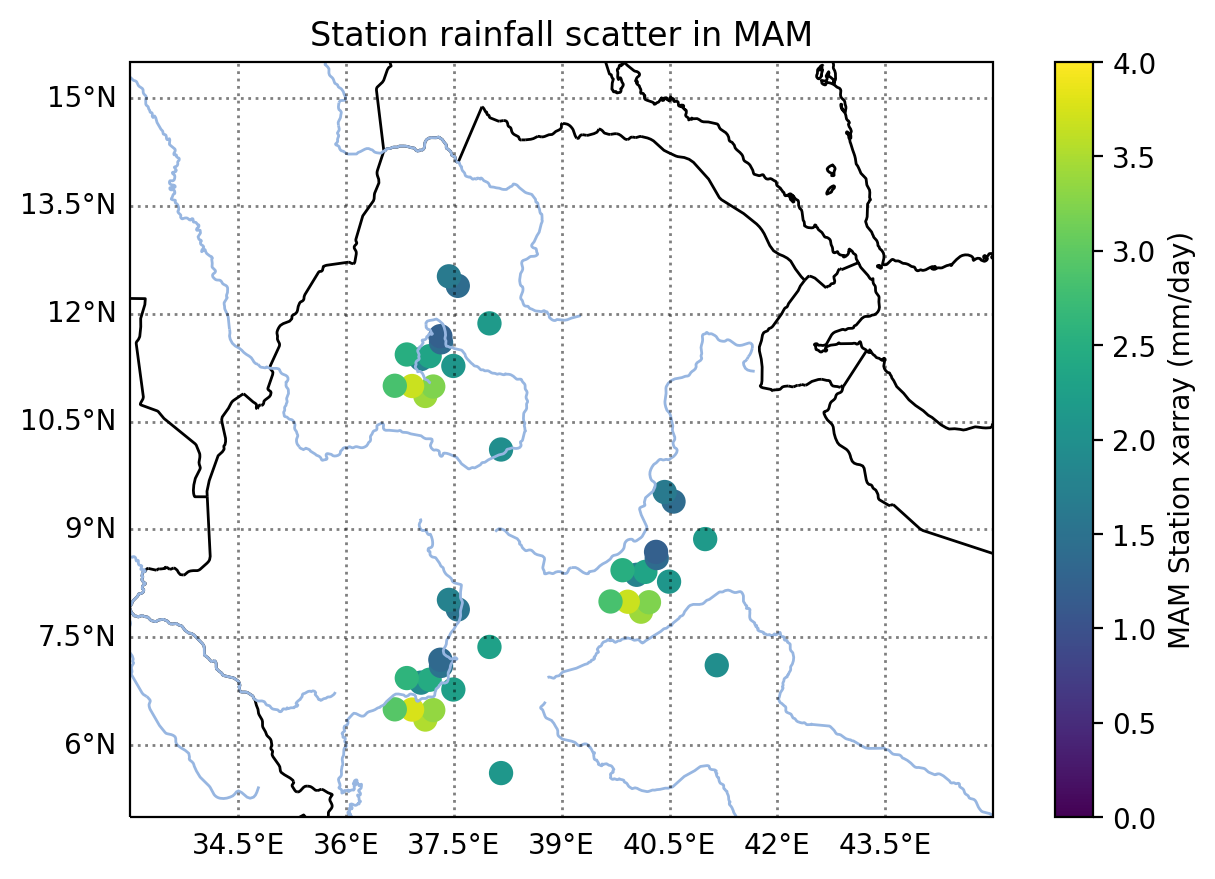 Station rainfall scatter in MAM
15°N
13.5°N
12°N
10.5°N
9°N
7.5°N
6°N
34.5°E 36°E 37.5°E 39°E 40.5°E 42°E 43.5°E
4.0
3.5
3.0
2.5
2.0
1.5
1.0
0.5
0.0
MAM Station xarray (mm/day)